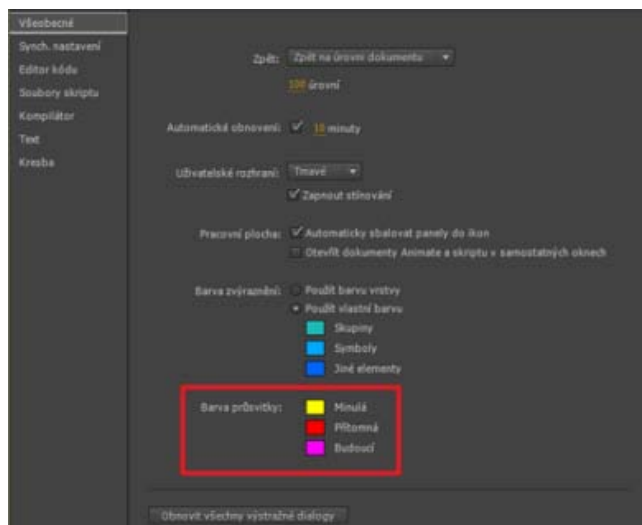 Všeobecné
Synch. nastavení
Editor kódu
Soubory skriptu
Kompilátor
Text
Kresba
Zpět: Zpět na úrovni dokumentu
100 úrovní
Automatické obnovení: 10 minuty
Uživatelské rozhraní: Tmavé
Zapnout stínování
Pracovní plocha: Automaticky sbalovat panely do ikon
Otevřít dokumenty Animate a skriptu v samostatných oknech
Barva zvýraznění: Použít barvu vrstvy
Použít vlastní barvu
Skupiny
Symboly
Jiné elementy
Barva průsvitky: Minulá
Přítomná
Budoucí
Obnovit všechny výstražné dialogy